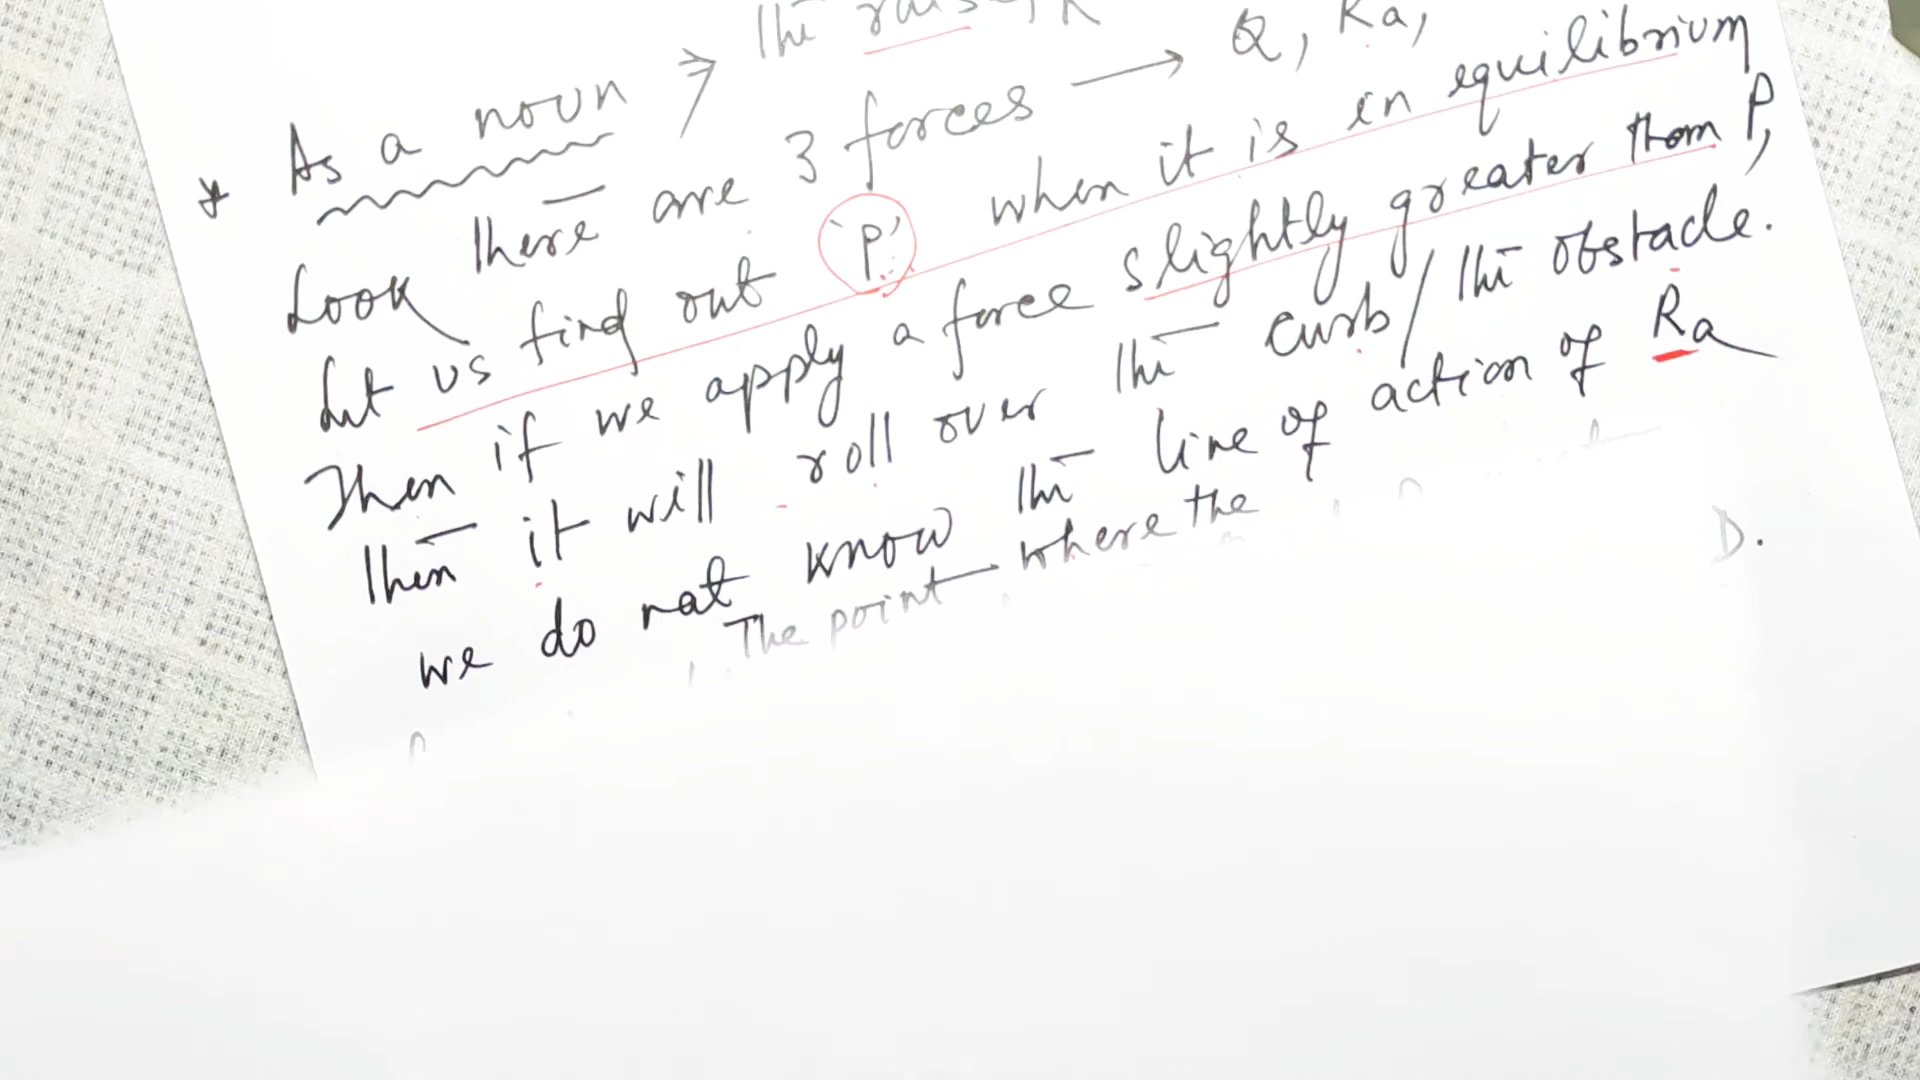 * As a noun → the
Look there are 3 forces → Q, Ra,
Let us find out 'P' when it is in equilibrium
Then if we apply a force slightly greater than P,
then it will roll over the curb/the obstacle.
we do not know the line of action of Ra
The point where the
D.